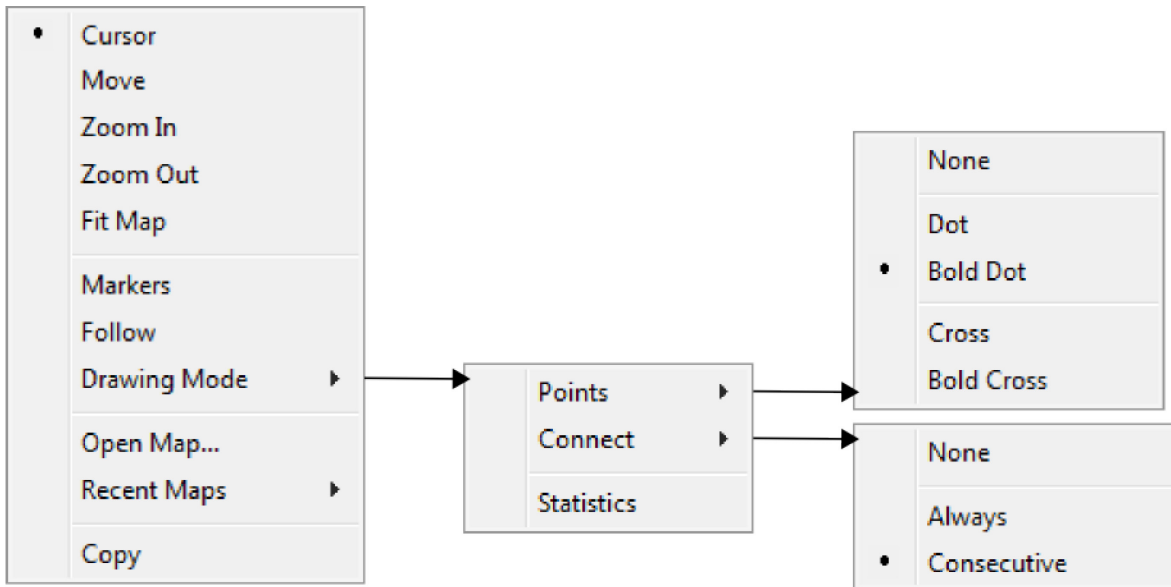 Cursor
Move
Zoom In
Zoom Out
Fit Map
Markers
Follow
Drawing Mode
Open Map...
Recent Maps
Copy
Points
Connect
Statistics
None
Dot
Bold Dot
Cross
Bold Cross
None
Always
Consecutive